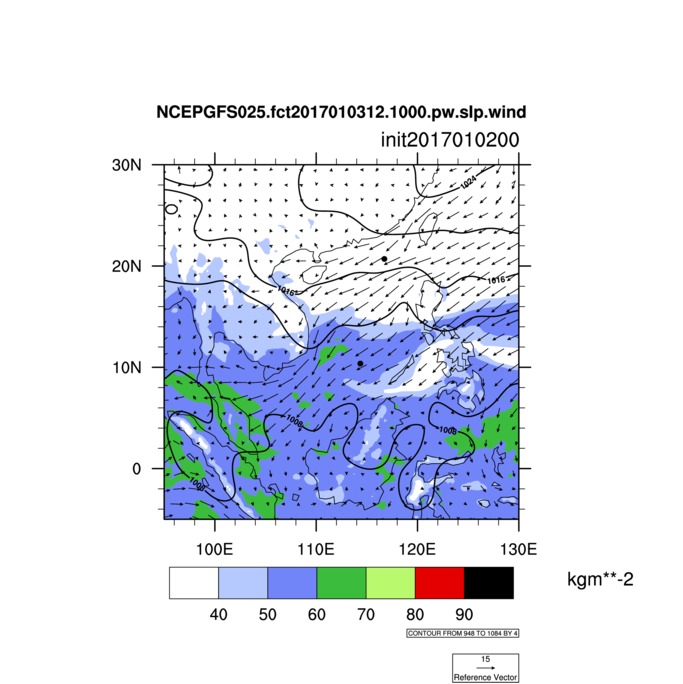 NCEPGFS025.fct2017010312.1000.pw.slp.wind
init2017010200
30N
1024
20N
1016
1016
10N
1008
1008
0
1008
100E 110E 120E 130E
kgm**-2
40 50 60 70 80 90
CONTOUR FROM 948 TO 1084 BY 4
15
Reference Vector